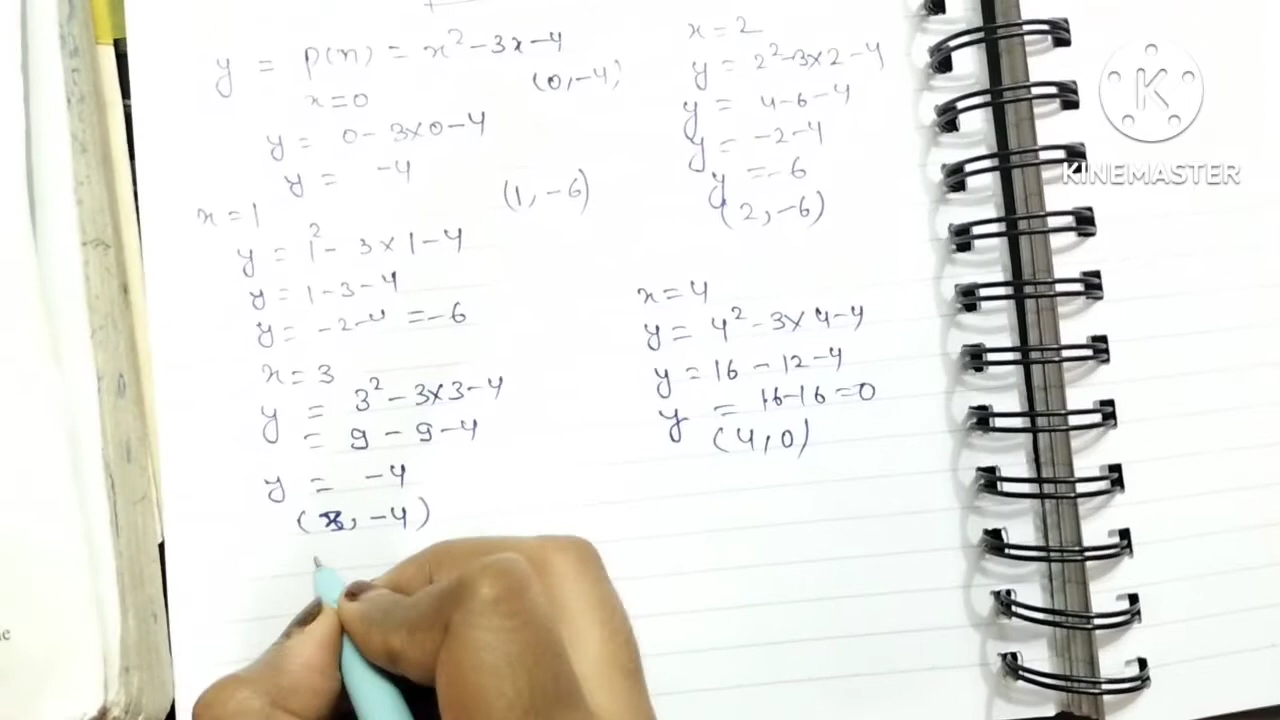 y = p(x) = x² - 3x - 4
x = 0
(0, -4)
y = 0 - 3×0 - 4
y = -4
x = 1
(1, -6)
y = 1² - 3 × 1 - 4
y = 1 - 3 - 4
y = -2 - 4 = -6
x = 3
y = 3² - 3×3 - 4
= 9 - 9 - 4
y = -4
(3, -4)
x = 2
y = 2² - 3×2 - 4
y = 4 - 6 - 4
y = -2 - 4
y = -6
(2, -6)
x = 4
y = 4² - 3×4 - 4
y = 16 - 12 - 4
y = 16 - 16 = 0
(4, 0)
K
KINEMASTER